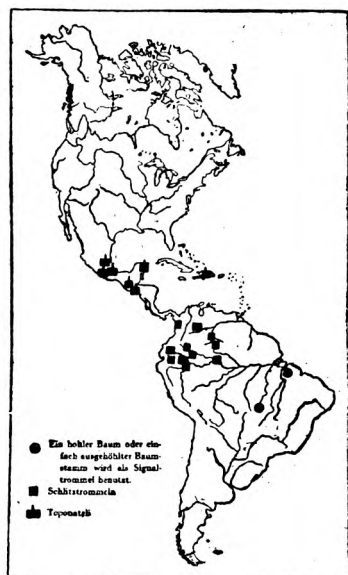 Ein hohler Baum oder ein-
fach ausgehöhlter Baum-
stamm wird als Signal-
trommel benutzt.
Schlitztrommeln